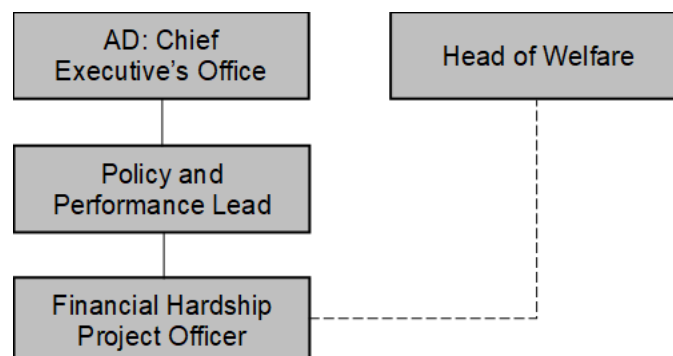 AD: Chief
Executive's Office
Head of Welfare
Policy and
Performance Lead
Financial Hardship
Project Officer